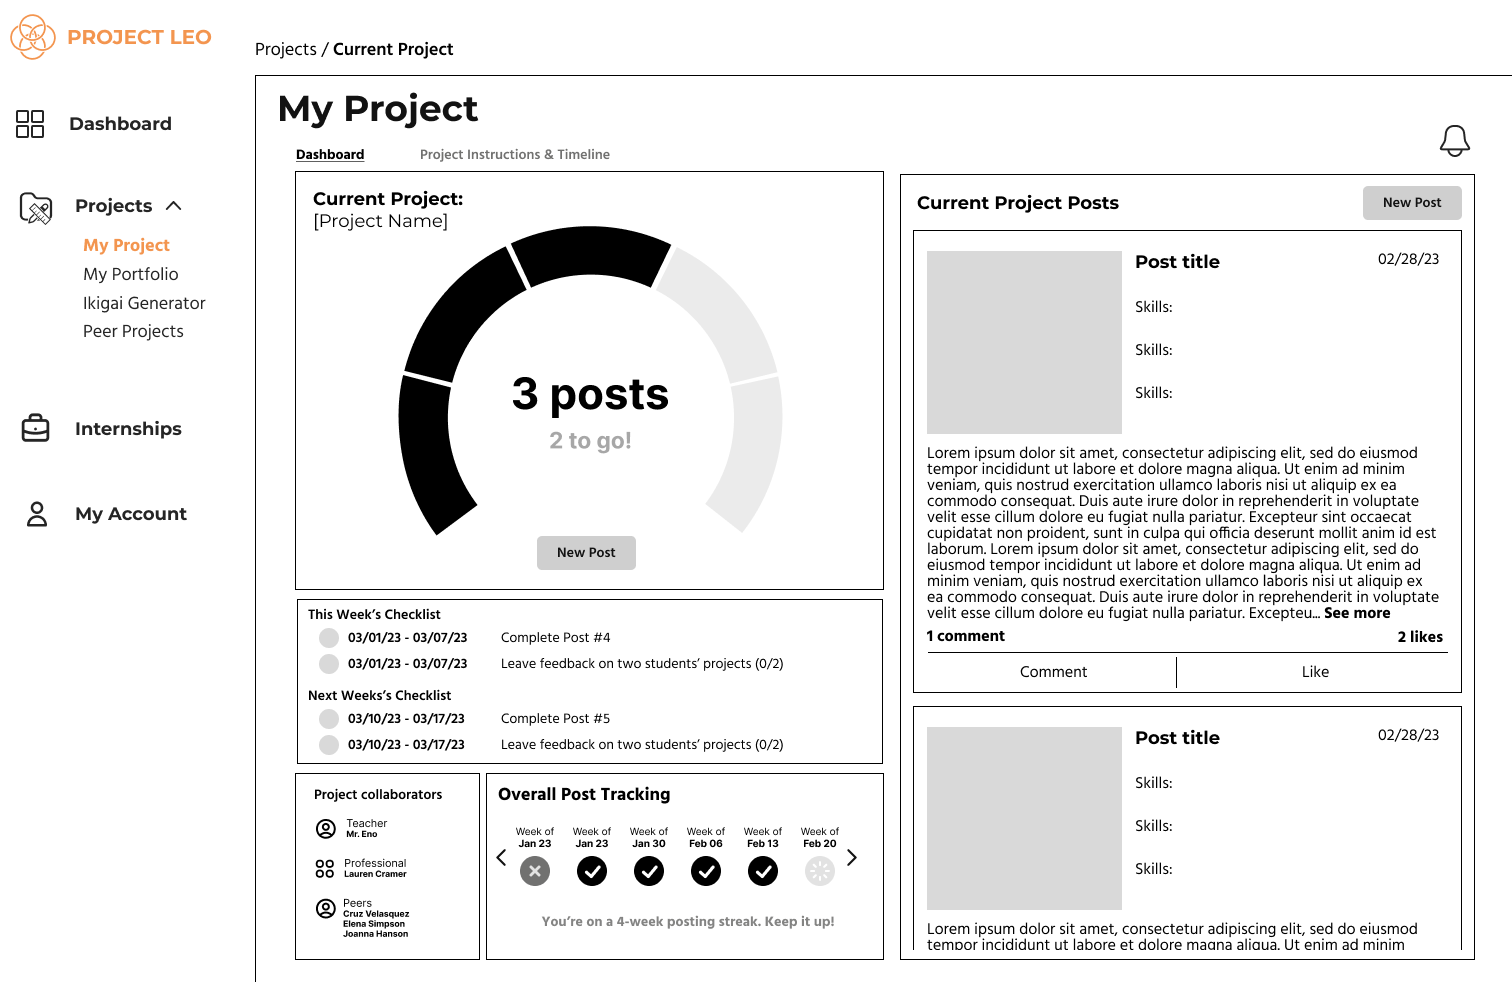 PROJECT LEO
Dashboard
Projects
My Project
My Portfolio
Ikigai Generator
Peer Projects
Internships
My Account
Projects / Current Project
My Project
Dashboard
Project Instructions & Timeline
Current Project:
[Project Name]
3 posts
2 to go!
New Post
This Week's Checklist
03/01/23 - 03/07/23 Complete Post #4
03/01/23 - 03/07/23 Leave feedback on two students' projects (0/2)
Next Weeks's Checklist
03/10/23 - 03/17/23 Complete Post #5
03/10/23 - 03/17/23 Leave feedback on two students' projects (0/2)
Project collaborators
Teacher
Mr. Eno
Professional
Lauren Cramer
Peers
Cruz Velasquez
Elena Simpson
Joanna Hanson
Overall Post Tracking
Week of
Jan 23
Week of
Jan 23
Week of
Jan 30
Week of
Feb 06
Week of
Feb 13
Week of
Feb 20
You're on a 4-week posting streak. Keep it up!
Current Project Posts
New Post
Post title
02/28/23
Skills:
Skills:
Skills:
Lorem ipsum dolor sit amet, consectetur adipiscing elit, sed do eiusmod
tempor incididunt ut labore et dolore magna aliqua. Ut enim ad minim
veniam, quis nostrud exercitation ullamco laboris nisi ut aliquip ex ea
commodo consequat. Duis aute irure dolor in reprehenderit in voluptate
velit esse cillum dolore eu fugiat nulla pariatur. Excepteur sint occaecat
cupidatat non proident, sunt in culpa qui officia deserunt mollit anim id est
laborum. Lorem ipsum dolor sit amet, consectetur adipiscing elit, sed do
eiusmod tempor incididunt ut labore et dolore magna aliqua. Ut enim ad
minim veniam, quis nostrud exercitation ullamco laboris nisi ut aliquip ex
ea commodo consequat. Duis aute irure dolor in reprehenderit in voluptate
velit esse cillum dolore eu fugiat nulla pariatur. Excepteu... See more
1 comment
2 likes
Comment
Like
Post title
02/28/23
Skills:
Skills:
Skills:
Lorem ipsum dolor sit amet, consectetur adipiscing elit, sed do eiusmod
tempor incididunt ut labore et dolore magna aliqua. Ut enim ad minim